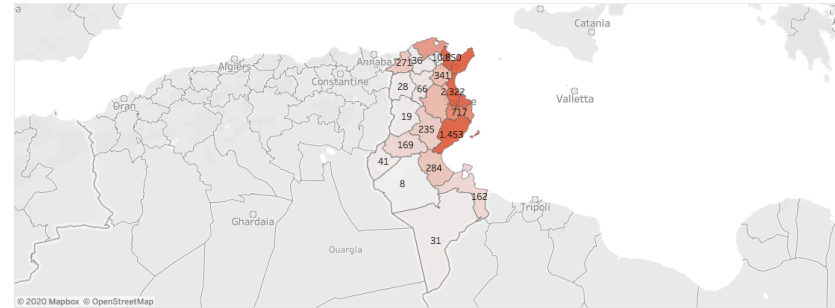 Catania
Algiers
Annaba
271
36
10.850
Constantine
341
28
66
2.322
Oran
Valletta
19
717
235
1.453
169
41
284
8
162
Tripoli
Ghardaia
31
Ouargla
© 2020 Mapbox © OpenStreetMap